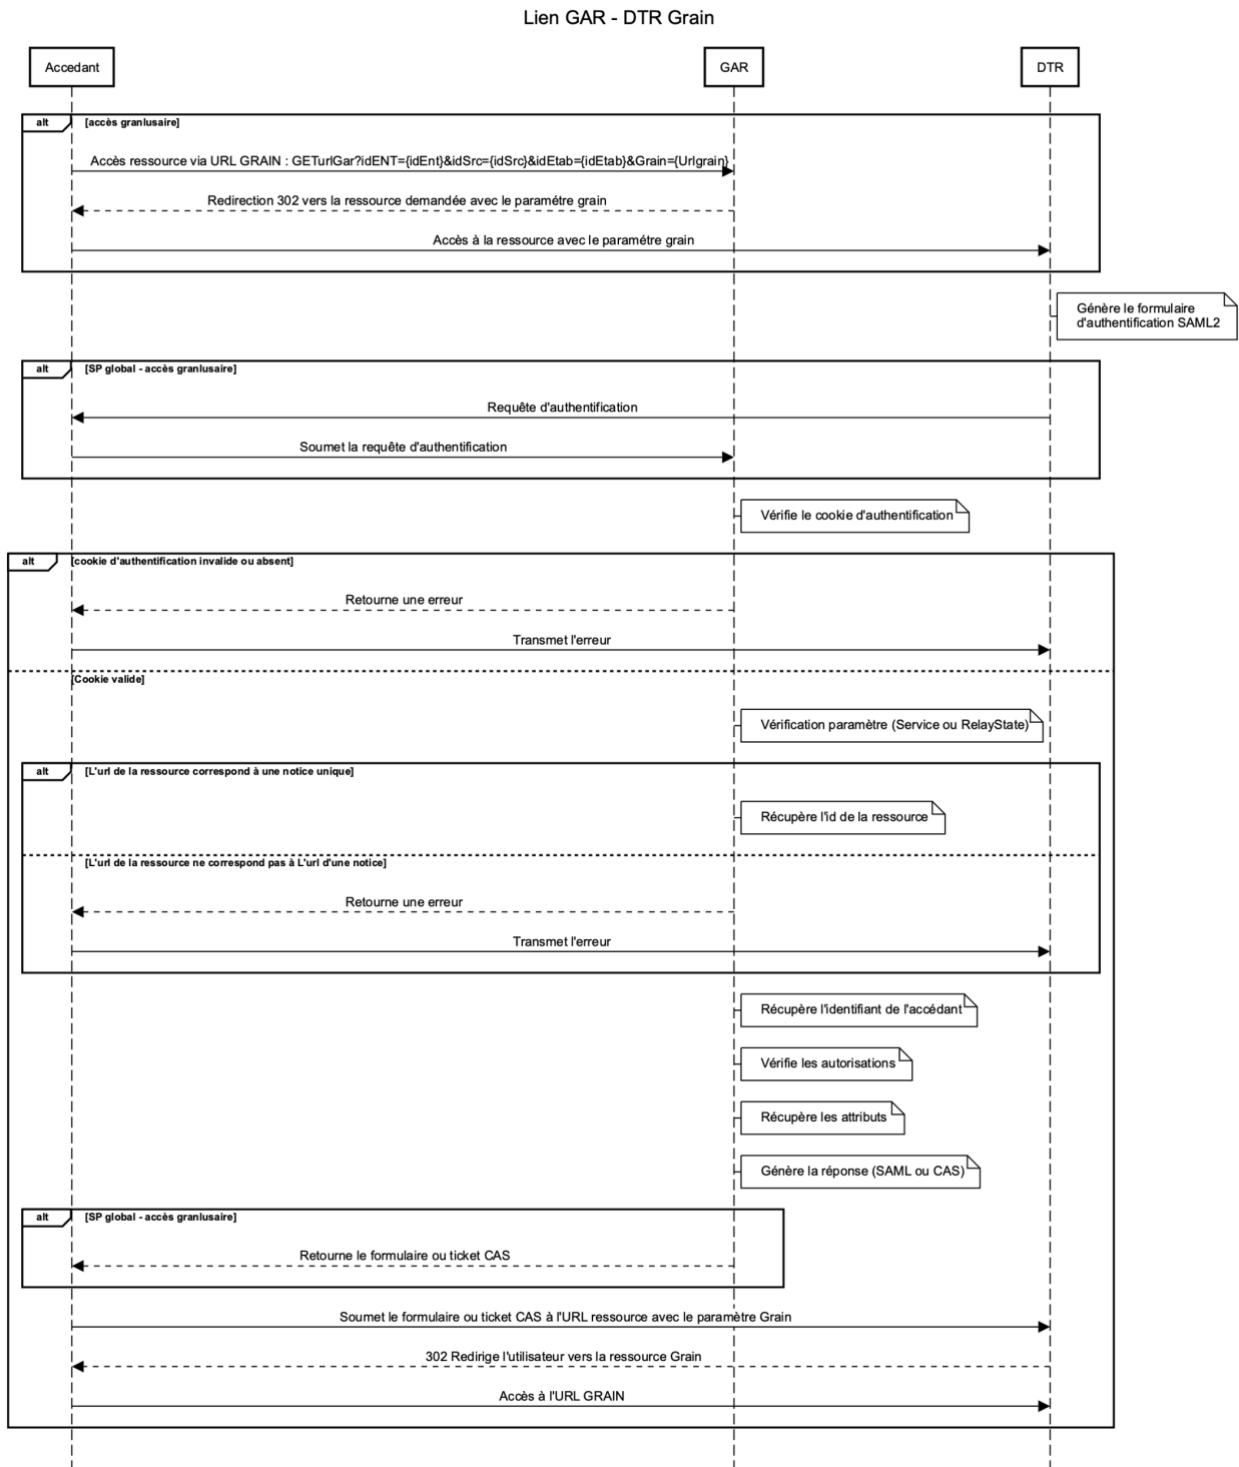 Lien GAR - DTR Grain
Accedant
GAR
DTR
alt
[accès granlusaire]
Accès ressource via URL GRAIN : GETurlGar?idENT={idEnt}&idSrc={idSrc}&idEtab={idEtab}&Grain={Urlgrain}
Redirection 302 vers la ressource demandée avec le paramétre grain
Accès à la ressource avec le paramétre grain
Génère le formulaire
d'authentification SAML2
alt
[SP global - accès granlusaire]
Requête d'authentification
Soumet la requête d'authentification
Vérifie le cookie d'authentification
alt
[cookie d'authentification invalide ou absent]
Retourne une erreur
Transmet l'erreur
[Cookie valide]
Vérification paramètre (Service ou RelayState)
alt
[L'url de la ressource correspond à une notice unique]
Récupère l'id de la ressource
[L'url de la ressource ne correspond pas à L'url d'une notice]
Retourne une erreur
Transmet l'erreur
Récupère l'identifiant de l'accédant
Vérifie les autorisations
Récupère les attributs
Génère la réponse (SAML ou CAS)
alt
[SP global - accès granlusaire]
Retourne le formulaire ou ticket CAS
Soumet le formulaire ou ticket CAS à l'URL ressource avec le paramètre Grain
302 Redirige l'utilisateur vers la ressource Grain
Accès à l'URL GRAIN